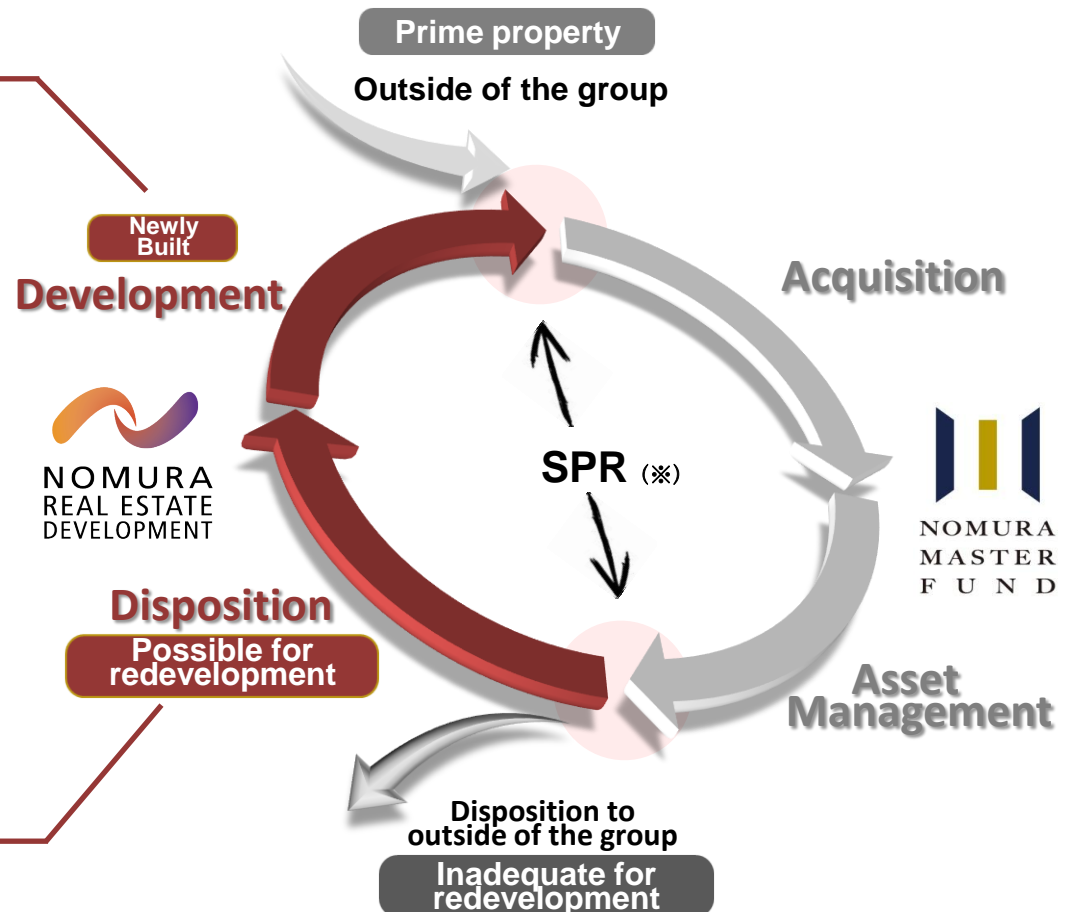 Prime property
Outside of the group
Newly
Built
Development
Acquisition
NOMURA
REAL ESTATE
DEVELOPMENT
SPR (※)
NOMURA
MASTER
FUND
Disposition
Possible for
redevelopment
Asset
Management
Disposition to
outside of the group
Inadequate for
redevelopment